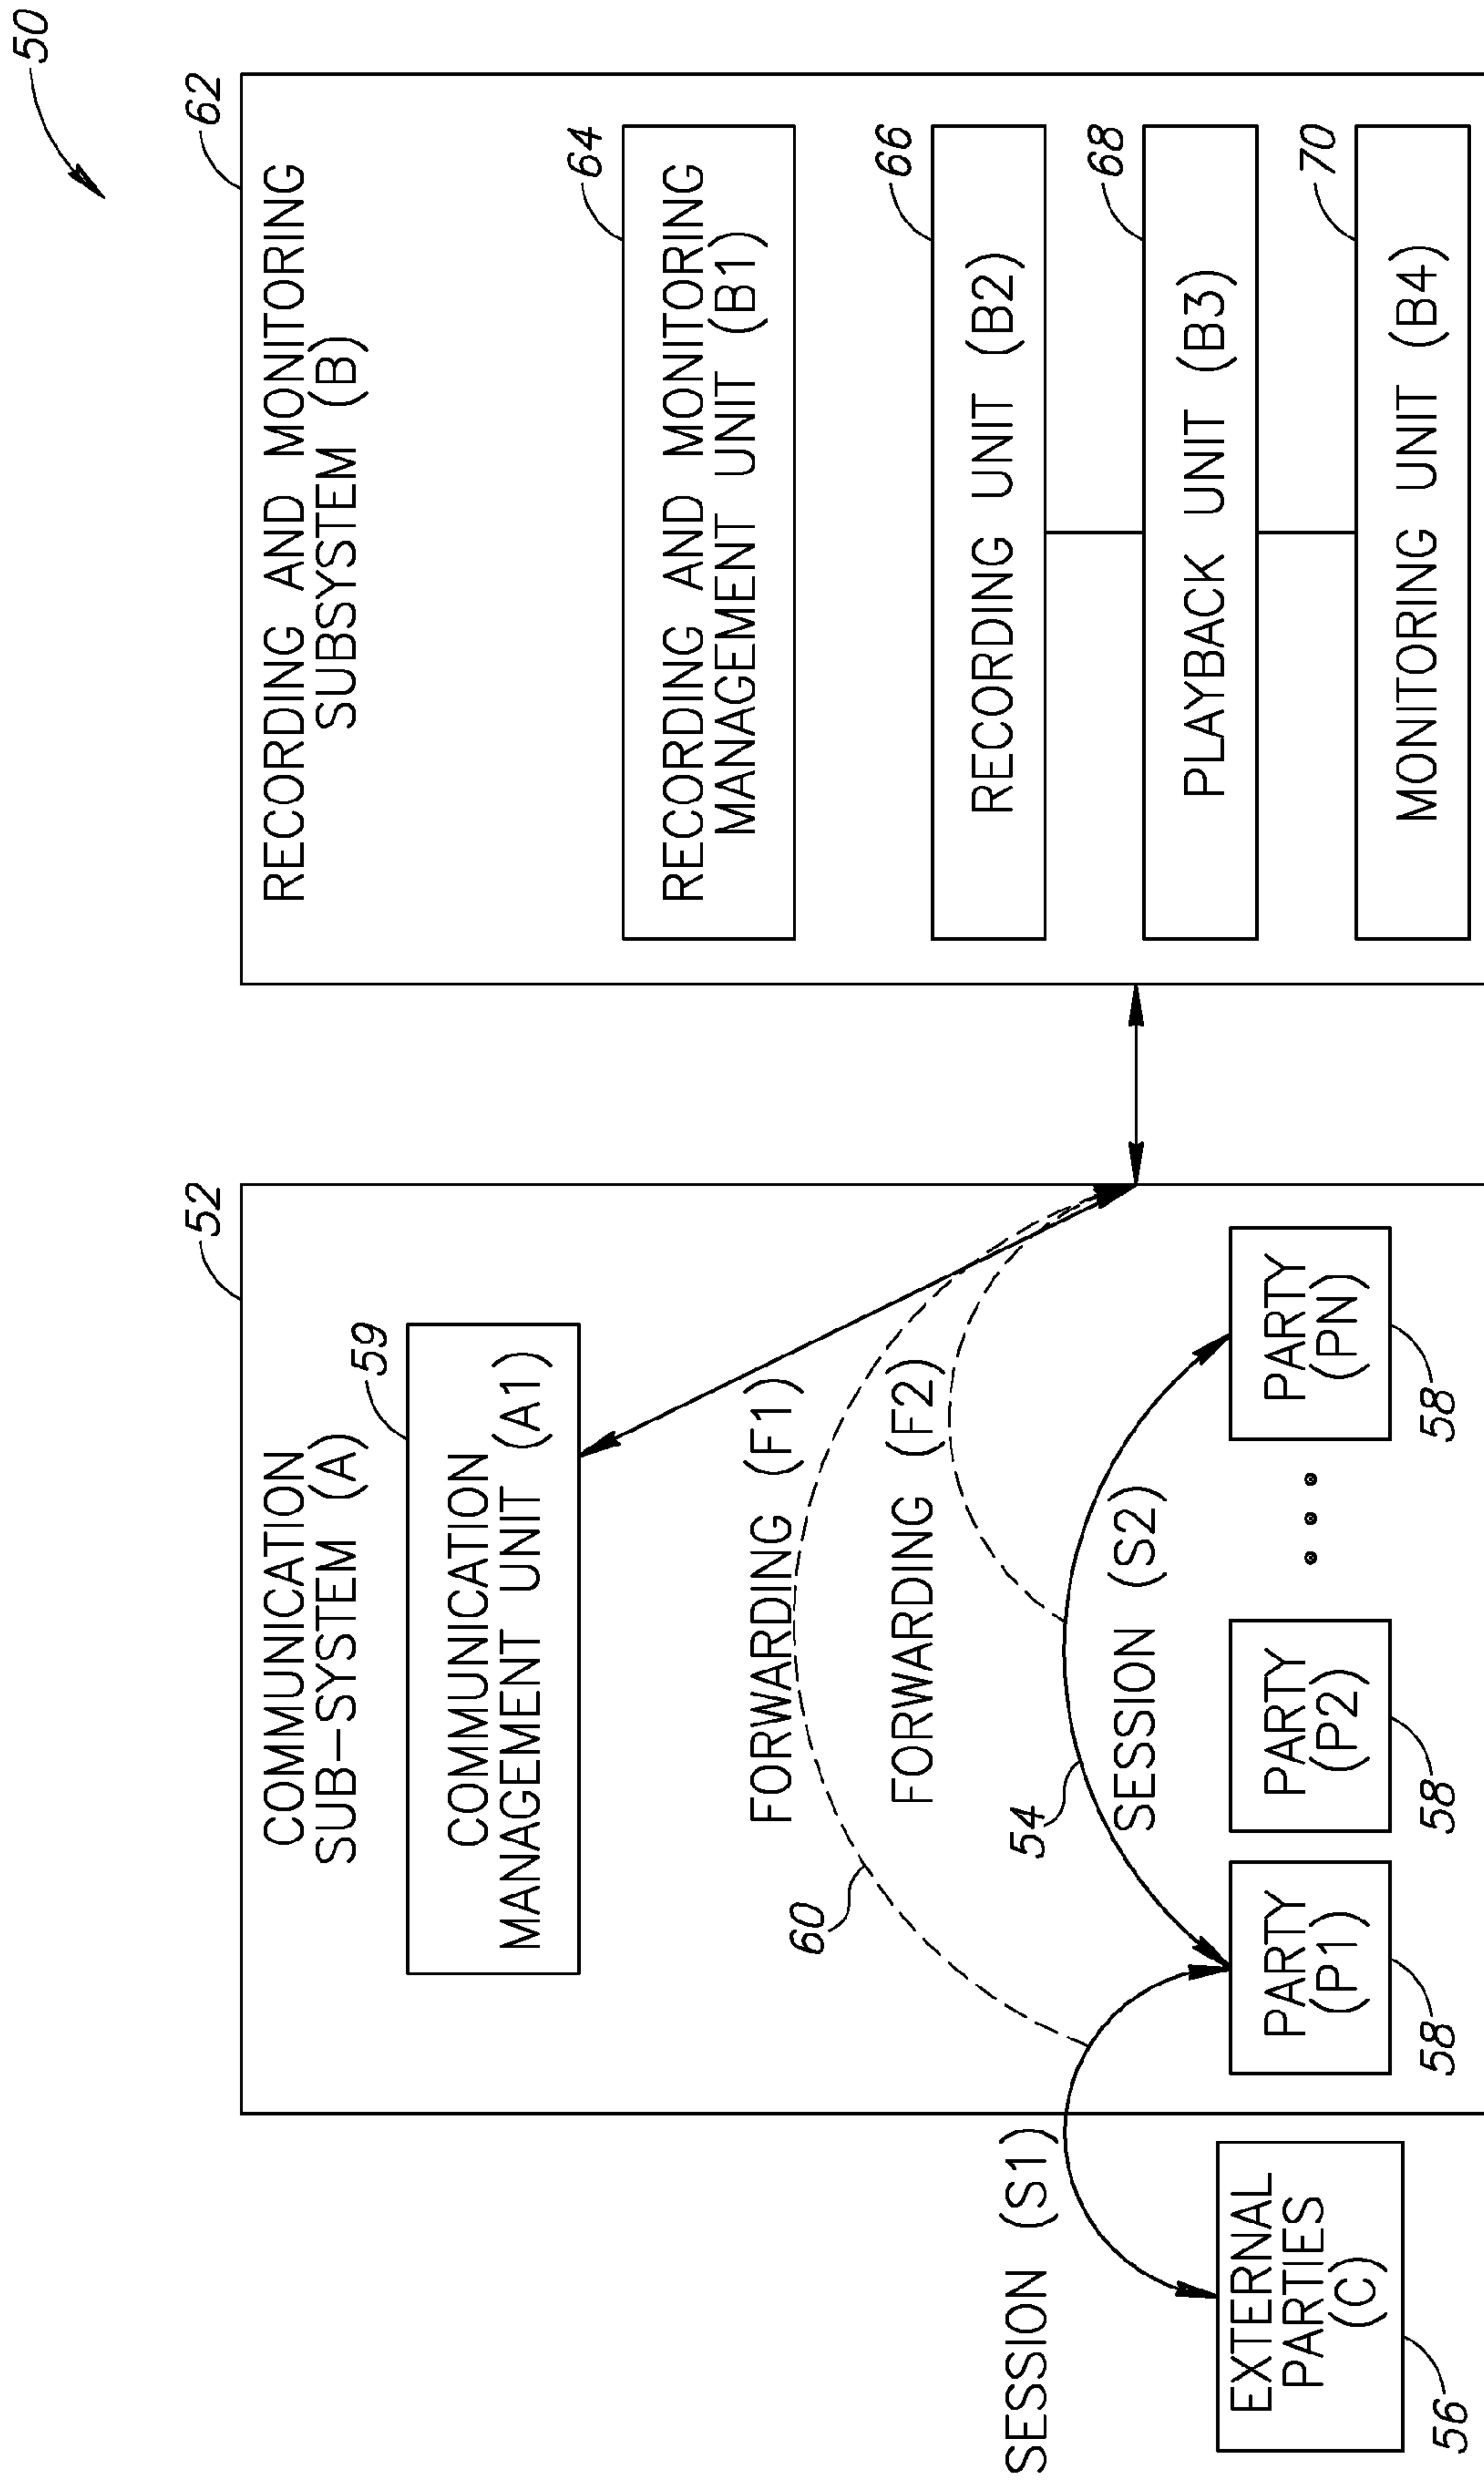 50
52
COMMUNICATION
SUB-SYSTEM (A)
59
COMMUNICATION
MANAGEMENT UNIT (A1)
FORWARDING (F1)
60
FORWARDING (F2)
SESSION (S1)
54
SESSION (S2)
EXTERNAL
PARTIES
(C)
56
PARTY
(P1)
58
PARTY
(P2)
58
PARTY
(PN)
58
62
RECORDING AND MONITORING
SUBSYSTEM (B)
64
RECORDING AND MONITORING
MANAGEMENT UNIT (B1)
66
RECORDING UNIT (B2)
68
PLAYBACK UNIT (B3)
70
MONITORING UNIT (B4)